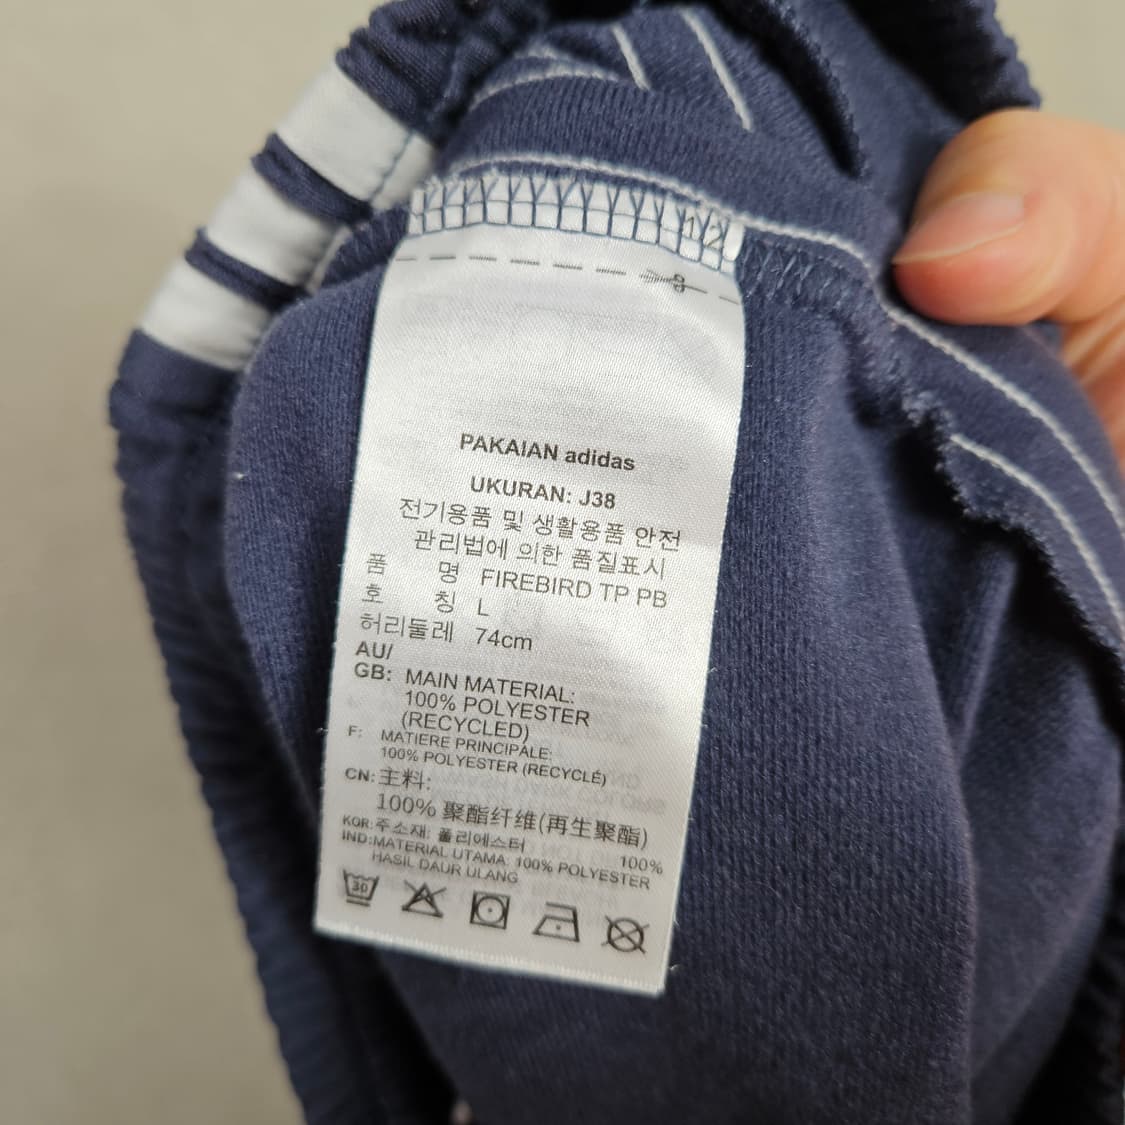 12
PAKAIAN adidas
UKURAN: J38
전기용품 및 생활용품 안전
관리법에 의한 품질표시
품 명 FIREBIRD TP PB
호 칭 L
허리둘레 74cm
AU/
GB: MAIN MATERIAL:
100% POLYESTER
(RECYCLED)
F: MATIERE PRINCIPALE:
100% POLYESTER (RECYCLÉ)
CN: 主料:
100% 聚酯纤维(再生聚酯)
KOR: 주소재: 폴리에스터 100%
IND: MATERIAL UTAMA: 100% POLYESTER
HASIL DAUR ULANG
30